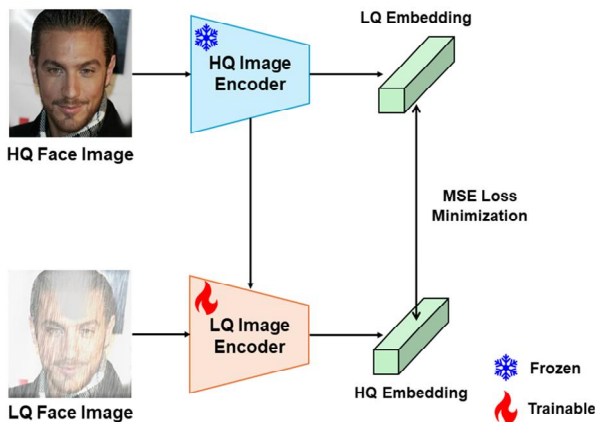 LQ Embedding
HQ Image
Encoder
HQ Face Image
MSE Loss
Minimization
LQ Image
Encoder
HQ Embedding
LQ Face Image
Frozen
Trainable